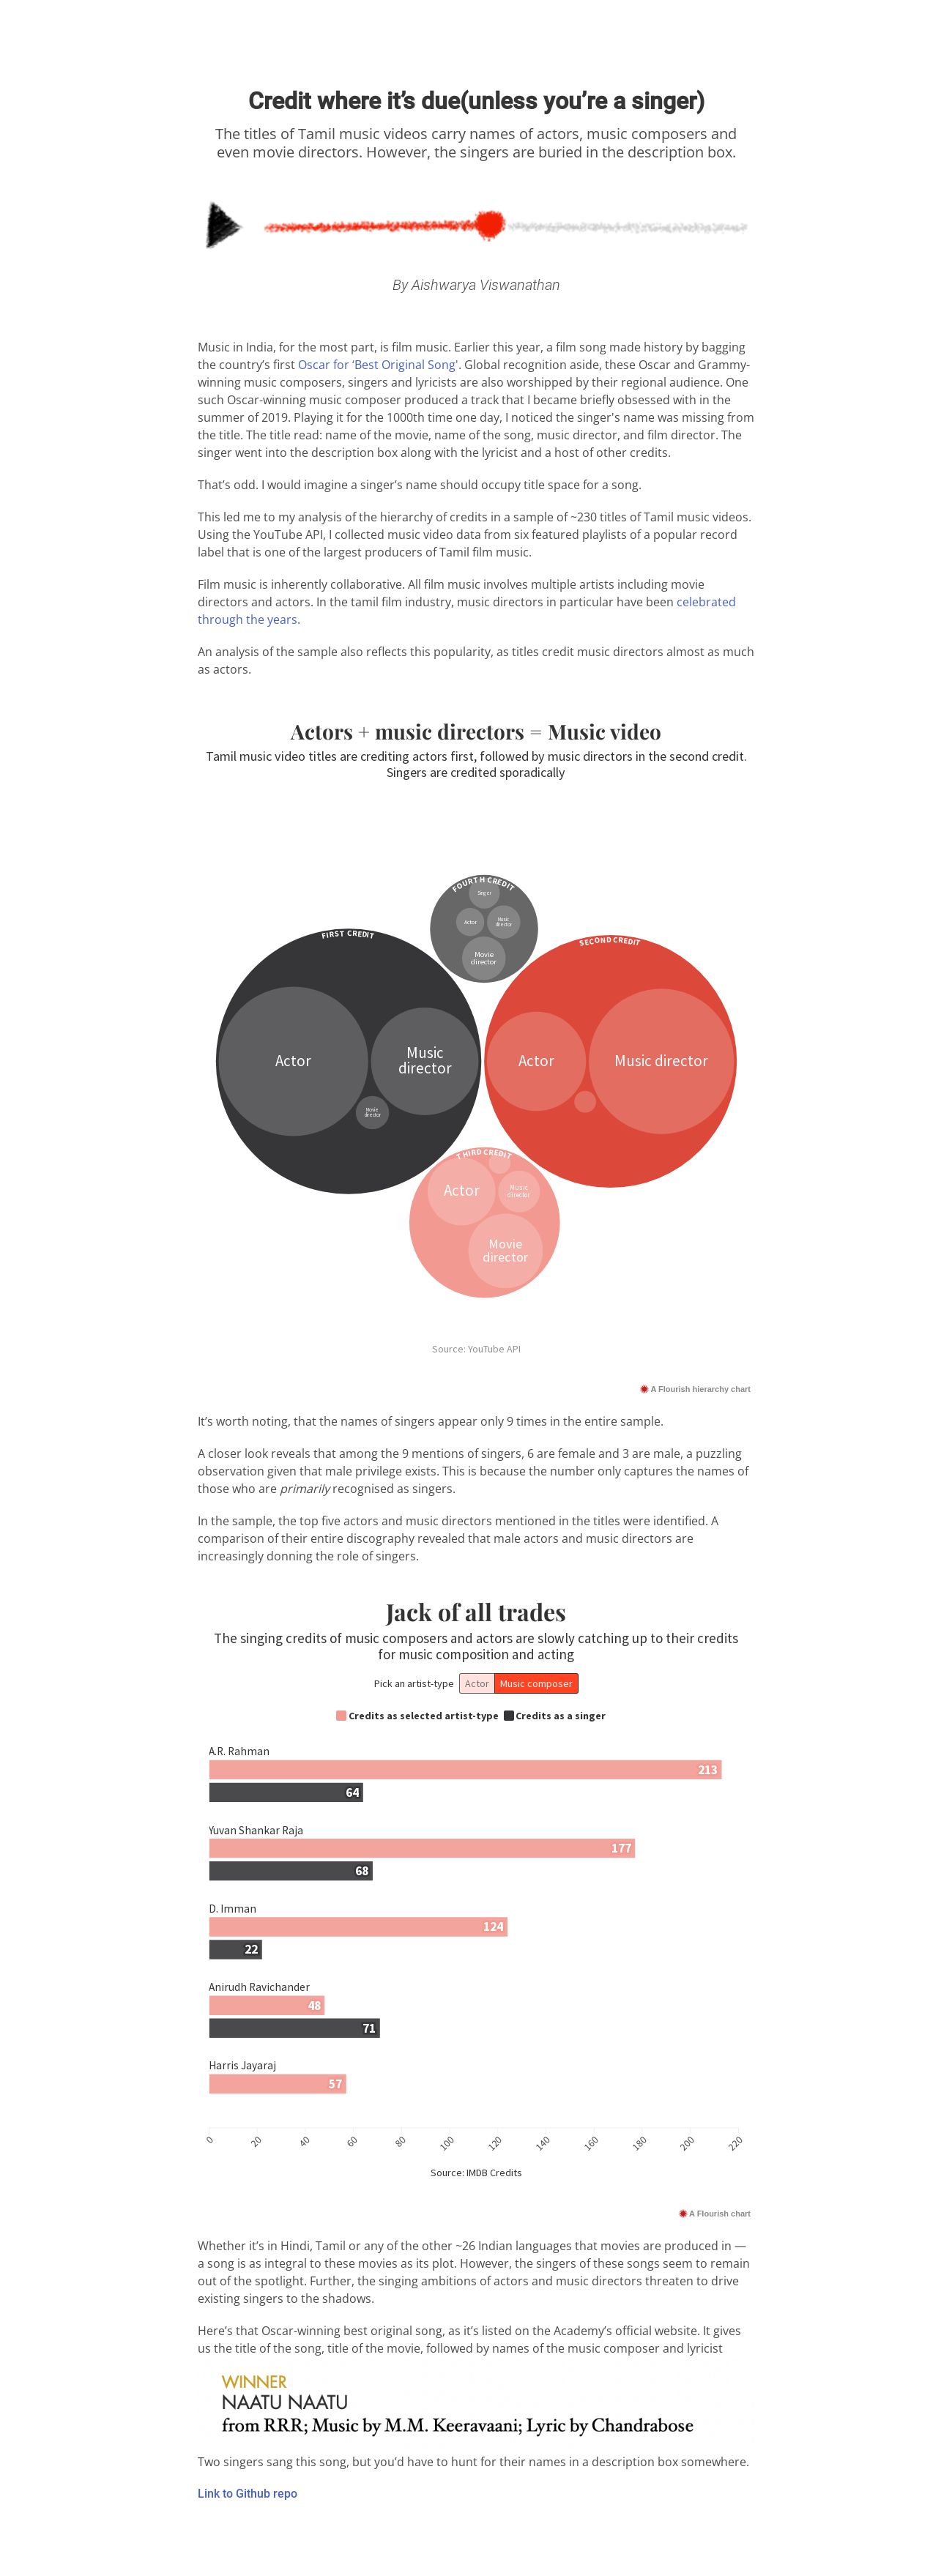 Credit where it’s due(unless you’re a singer)
The titles of Tamil music videos carry names of actors, music composers and
even movie directors. However, the singers are buried in the description box.
By Aishwarya Viswanathan
Music in India, for the most part, is film music. Earlier this year, a film song made history by bagging
the country’s first Oscar for ‘Best Original Song'. Global recognition aside, these Oscar and Grammy-
winning music composers, singers and lyricists are also worshipped by their regional audience. One
such Oscar-winning music composer produced a track that I became briefly obsessed with in the
summer of 2019. Playing it for the 1000th time one day, I noticed the singer's name was missing from
the title. The title read: name of the movie, name of the song, music director, and film director. The
singer went into the description box along with the lyricist and a host of other credits.
That’s odd. I would imagine a singer’s name should occupy title space for a song.
This led me to my analysis of the hierarchy of credits in a sample of ~230 titles of Tamil music videos.
Using the YouTube API, I collected music video data from six featured playlists of a popular record
label that is one of the largest producers of Tamil film music.
Film music is inherently collaborative. All film music involves multiple artists including movie
directors and actors. In the tamil film industry, music directors in particular have been celebrated
through the years.
An analysis of the sample also reflects this popularity, as titles credit music directors almost as much
as actors.
Actors + music directors = Music video
Tamil music video titles are crediting actors first, followed by music directors in the second credit.
Singers are credited sporadically
FOURTH CREDIT
Singer
Actor
Music
director
Movie
director
FIRST CREDIT
Actor
Music
director
Movie
director
SECOND CREDIT
Actor
Music director
THIRD CREDIT
Actor
Music
director
Movie
director
Source: YouTube API
A Flourish hierarchy chart
It’s worth noting, that the names of singers appear only 9 times in the entire sample.
A closer look reveals that among the 9 mentions of singers, 6 are female and 3 are male, a puzzling
observation given that male privilege exists. This is because the number only captures the names of
those who are primarily recognised as singers.
In the sample, the top five actors and music directors mentioned in the titles were identified. A
comparison of their entire discography revealed that male actors and music directors are
increasingly donning the role of singers.
Jack of all trades
The singing credits of music composers and actors are slowly catching up to their credits
for music composition and acting
Pick an artist-type Actor Music composer
Credits as selected artist-type Credits as a singer
A.R. Rahman
213
64
Yuvan Shankar Raja
177
68
D. Imman
124
22
Anirudh Ravichander
48
71
Harris Jayaraj
57
0 20 40 60 80 100 120 140 160 180 200 220
Source: IMDB Credits
A Flourish chart
Whether it’s in Hindi, Tamil or any of the other ~26 Indian languages that movies are produced in —
a song is as integral to these movies as its plot. However, the singers of these songs seem to remain
out of the spotlight. Further, the singing ambitions of actors and music directors threaten to drive
existing singers to the shadows.
Here’s that Oscar-winning best original song, as it’s listed on the Academy’s official website. It gives
us the title of the song, title of the movie, followed by names of the music composer and lyricist
WINNER
NAATU NAATU
from RRR; Music by M.M. Keeravaani; Lyric by Chandrabose
Two singers sang this song, but you’d have to hunt for their names in a description box somewhere.
Link to Github repo